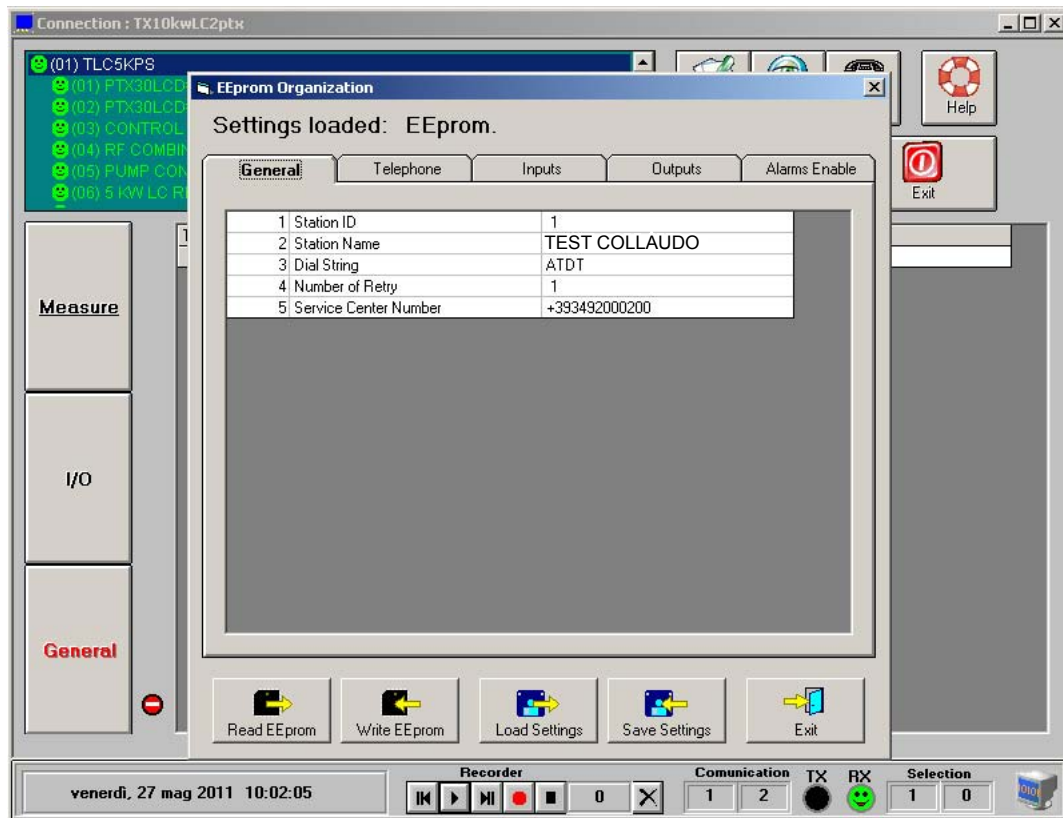 Connection : TX10kwLC2ptx
(01) TLC5KPS
(01) PTX30LCD
(02) PTX30LCD
(03) CONTROL
(04) RF COMBIN
(05) PUMP CON
(06) 5 KW LC R
Help
Exit
EEprom Organization
Settings loaded: EEprom.
General Telephone Inputs Outputs Alarms Enable
1 Station ID 1
2 Station Name TEST COLLAUDO
3 Dial String ATDT
4 Number of Retry 1
5 Service Center Number +393492000200
Measure
I/O
General
Read EEprom Write EEprom Load Settings Save Settings Exit
venerdì, 27 mag 2011 10:02:05
Recorder
0
Comunication
1 2
TX RX
Selection
1 0